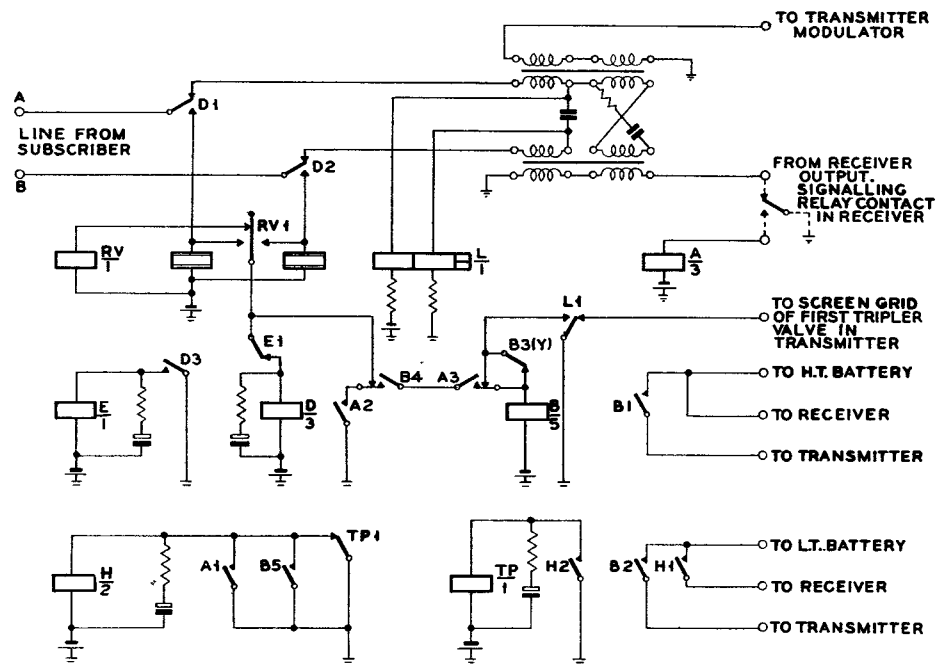 TO TRANSMITTER
MODULATOR
A
D1
LINE FROM
SUBSCRIBER
D2
B
FROM RECEIVER
OUTPUT.
SIGNALLING
RELAY CONTACT
IN RECEIVER
RV1
RV
1
L
1
A
3
L1
TO SCREEN GRID
OF FIRST TRIPLER
VALVE IN
TRANSMITTER
E1
B3(Y)
D3
B4
A3
TO H.T. BATTERY
E
1
D
3
A2
B
5
B1
TO RECEIVER
TO TRANSMITTER
TP1
TO L.T. BATTERY
H
2
A1
B5
TP
1
H2
B2
H1
TO RECEIVER
TO TRANSMITTER